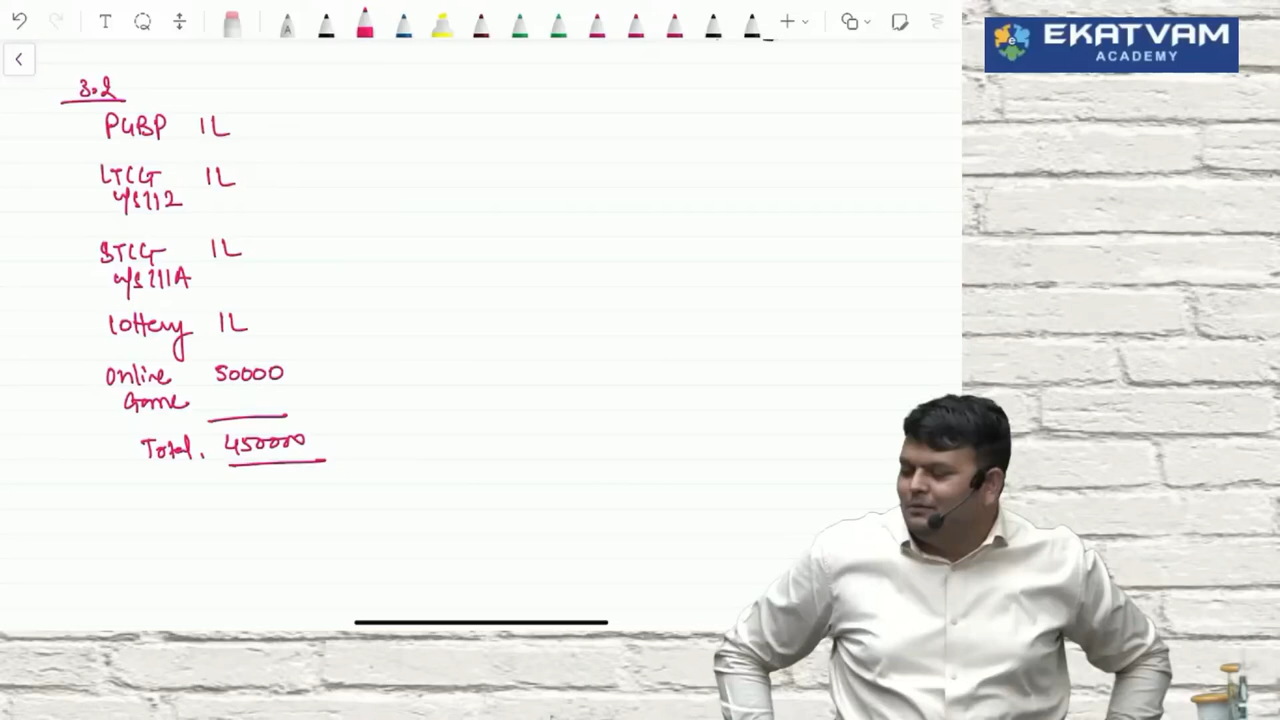 EKATVAM
ACADEMY
3.2
PGBP 1L
LTCG 1L
u/s 112
STCG 1L
u/s 111A
lottery 1L
Online 50000
Game
Total. 450000